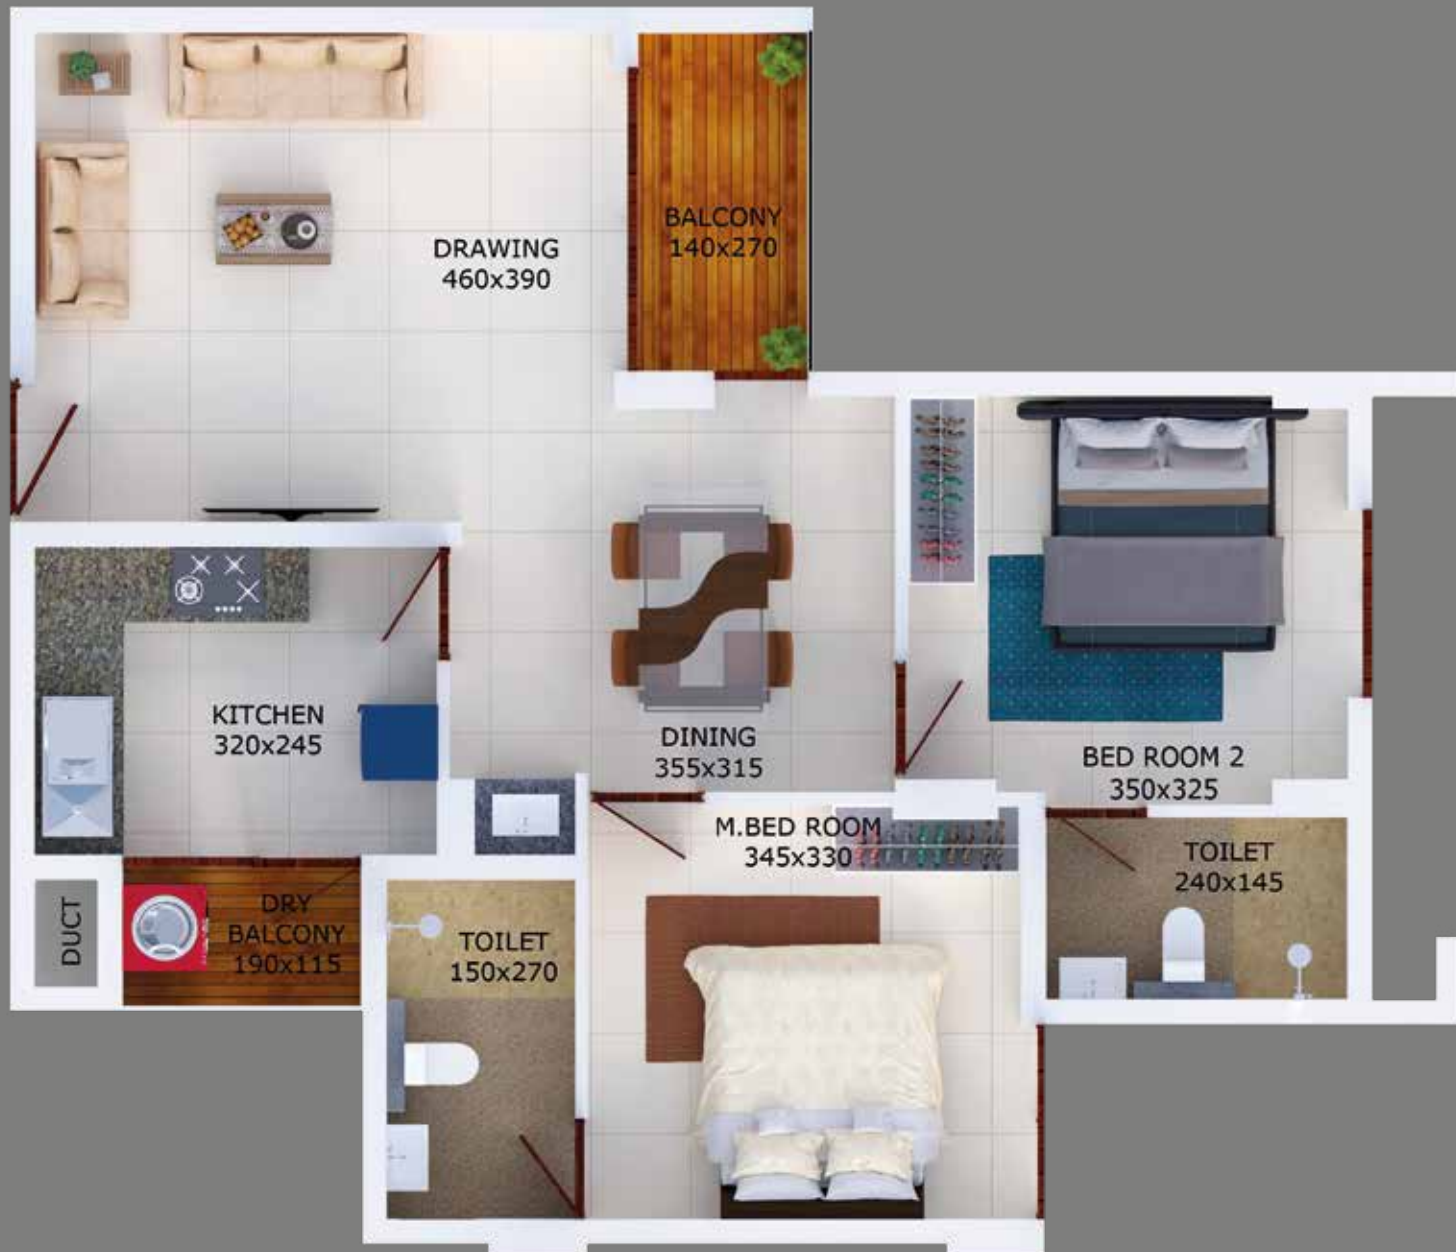 BALCONY
140x270
DRAWING
460x390
KITCHEN
320x245
DINING
355x315
BED ROOM 2
350x325
M.BED ROOM
345x330
TOILET
240x145
DUCT
DRY
BALCONY
190x115
TOILET
150x270